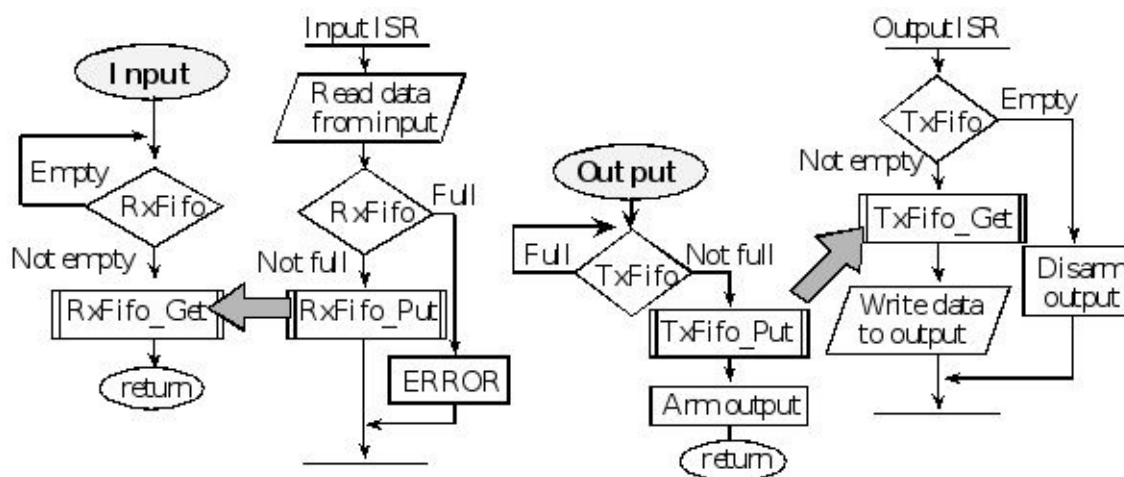 Input
Empty
RxFifo
Not empty
RxFifo_Get
return
Input ISR
Read data
from input
RxFifo
Full
Not full
RxFifo_Put
ERROR
Output
Full
TxFifo
Not full
TxFifo_Put
Arm output
return
Output ISR
TxFifo
Empty
Not empty
TxFifo_Get
Write data
to output
Disarm
output